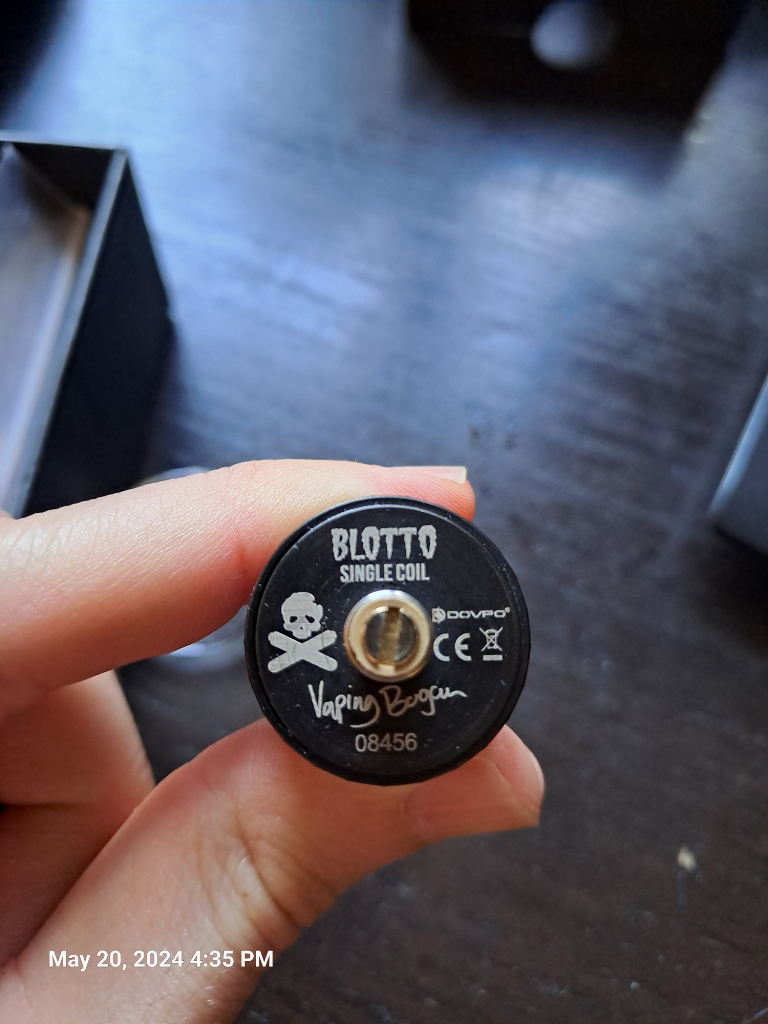 BLOTTO
SINGLE COIL
DOVPO®
CE
Vaping Bogan
08456
May 20, 2024 4:35 PM